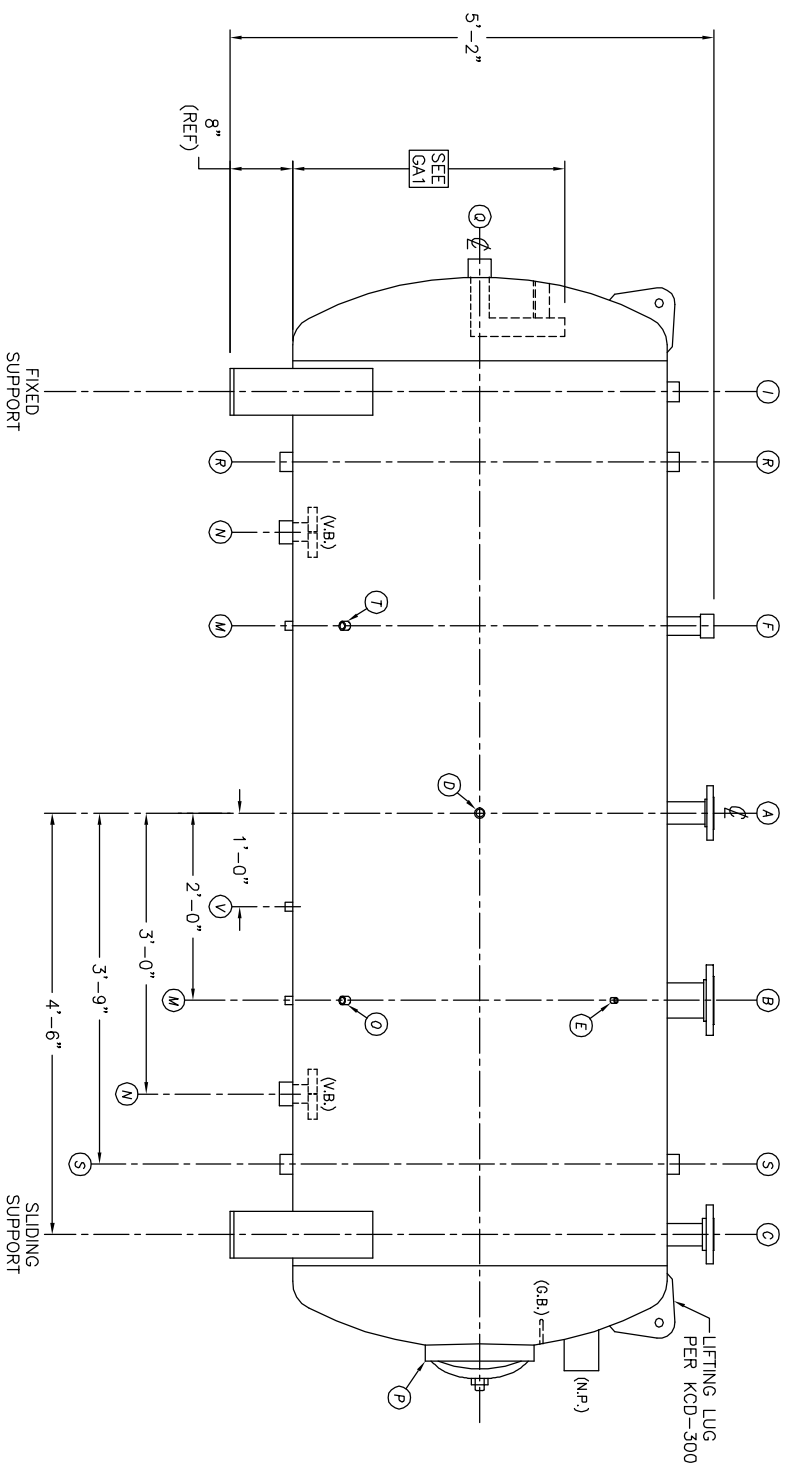 5'-2"
8"
(REF)
SEE
GA1
Q
℄
I
R
F
A
℄
B
S
C
LIFTING LUG
PER KCD-300
(N.P.)
(G.B.)
P
E
O
D
T
(V.B.)
(V.B.)
R
N
M
V
M
N
S
1'-0"
2'-0"
3'-0"
3'-9"
4'-6"
FIXED
SUPPORT
SLIDING
SUPPORT